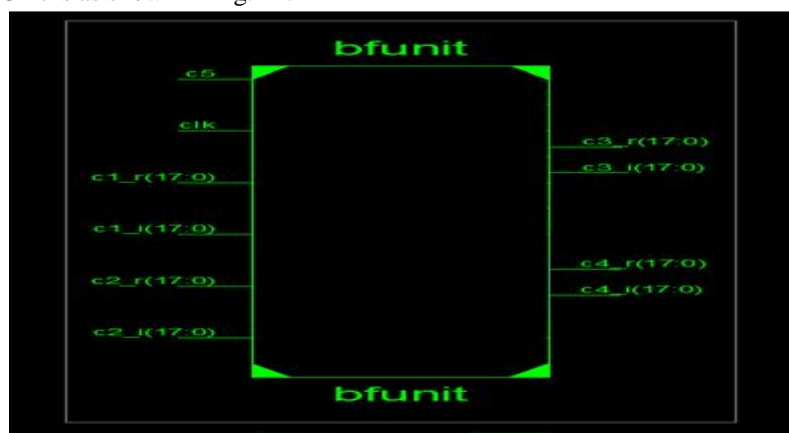 bfunit
c5
clk
c1_r(17:0)
c1_i(17:0)
c2_r(17:0)
c2_i(17:0)
c3_r(17:0)
c3_i(17:0)
c4_r(17:0)
c4_i(17:0)
bfunit